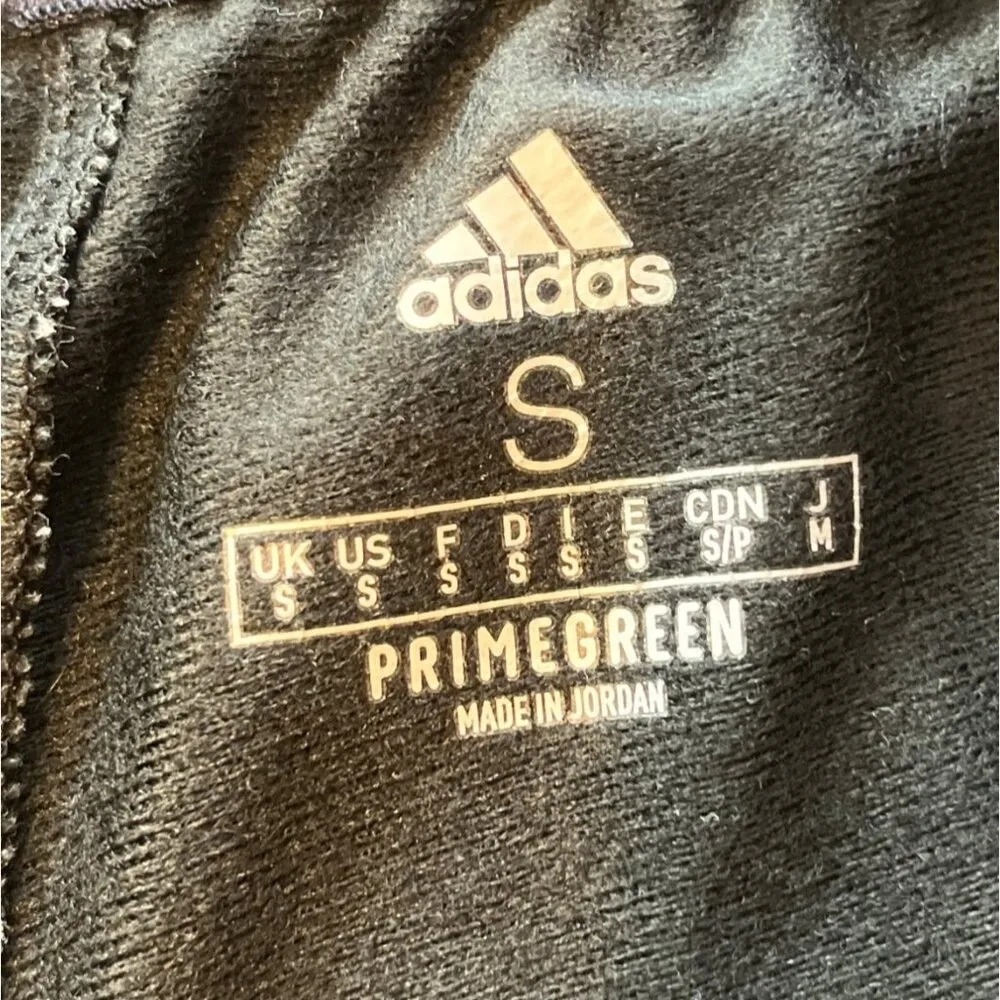 adidas
S
UK US F D I E CDN J
S S S S S S S/P M
PRIMEGREEN
MADE IN JORDAN